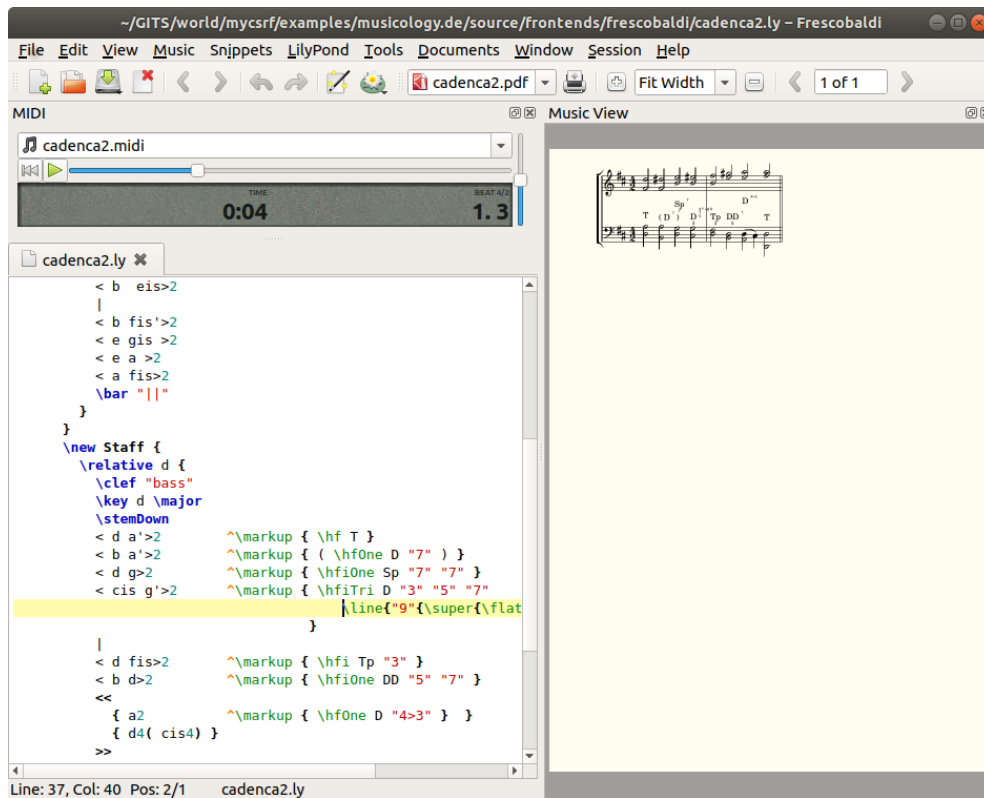 ~/GITS/world/mycsrf/examples/musicology.de/source/frontends/frescobaldi/cadenca2.ly – Frescobaldi
File Edit View Music Snippets LilyPond Tools Documents Window Session Help
cadenca2.pdf Fit Width 1 of 1
MIDI
Music View
cadenca2.midi
TIME BEAT 4/2
0:04 1. 3
cadenca2.ly
< b  eis>2
|
< b fis'>2
< e gis >2
< e a >2
< a fis>2
\bar "||"
}
}
\new Staff {
\relative d {
\clef "bass"
\key d \major
\stemDown
< d a'>2 ^\markup { \hf T }
< b a'>2 ^\markup { ( \hfOne D "7" ) }
< d g>2 ^\markup { \hfiOne Sp "7" "7" }
< cis g'>2 ^\markup { \hfiTri D "3" "5" "7"
\line{"9"{\super{\flat
}
|
< d fis>2 ^\markup { \hfi Tp "3" }
< b d>2 ^\markup { \hfiOne DD "5" "7" }
<<
{ a2 ^\markup { \hfOne D "4>3" } }
{ d4( cis4) }
>>
Line: 37, Col: 40 Pos: 2/1 cadenca2.ly
Sp D
T (D ) D Tp DD T